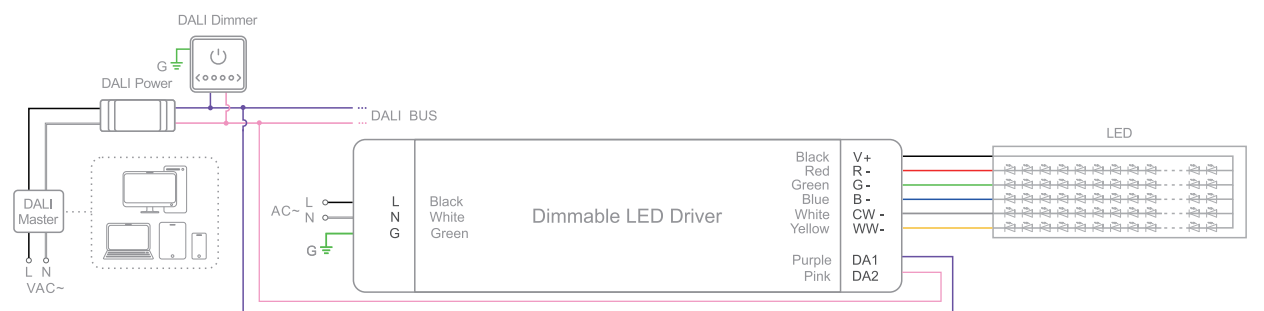 DALI Dimmer
G
DALI Power
DALI BUS
DALI
Master
L N
VAC~
AC~ L
N
G
L Black
N White
G Green
Dimmable LED Driver
Black V+
Red R-
Green G-
Blue B-
White CW-
Yellow WW-
Purple DA1
Pink DA2
LED